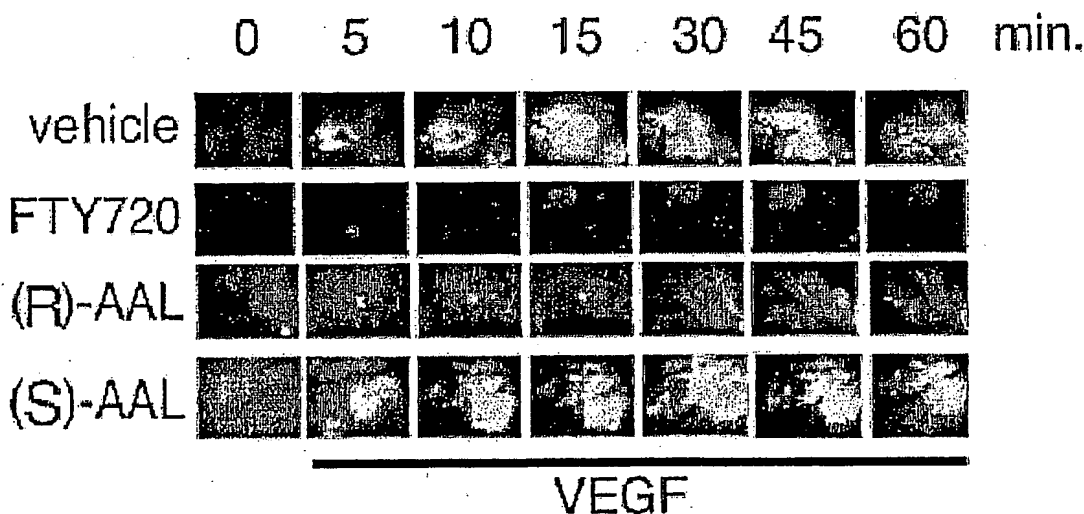 0 5 10 15 30 45 60 min.
vehicle
FTY720
(R)-AAL
(S)-AAL
VEGF